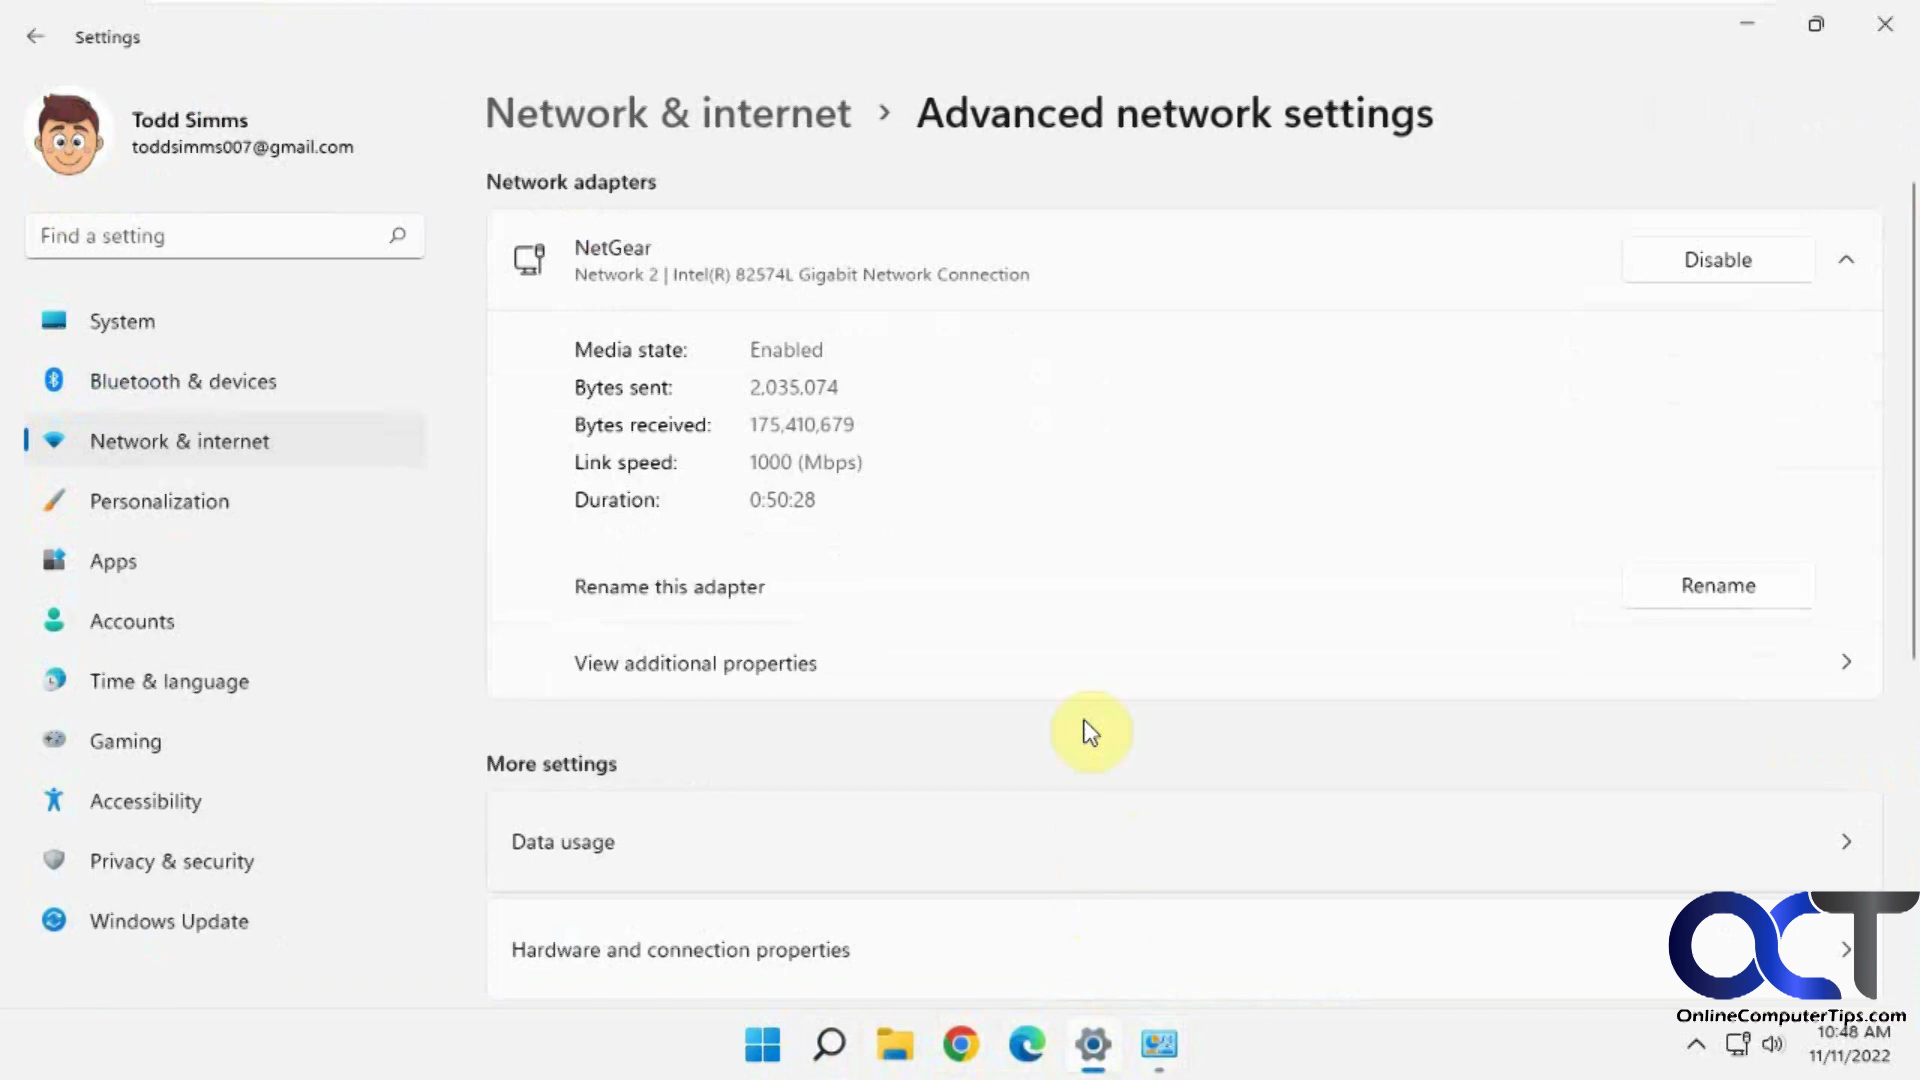 Settings
Todd Simms
toddsimms007@gmail.com
Find a setting
System
Bluetooth & devices
Network & internet
Personalization
Apps
Accounts
Time & language
Gaming
Accessibility
Privacy & security
Windows Update
Network & internet › Advanced network settings
Network adapters
NetGear
Network 2 | Intel(R) 82574L Gigabit Network Connection
Disable
Media state: Enabled
Bytes sent: 2,035,074
Bytes received: 175,410,679
Link speed: 1000 (Mbps)
Duration: 0:50:28
Rename this adapter
Rename
View additional properties
More settings
Data usage
Hardware and connection properties
OCT
OnlineComputerTips.com
10:48 AM
11/11/2022